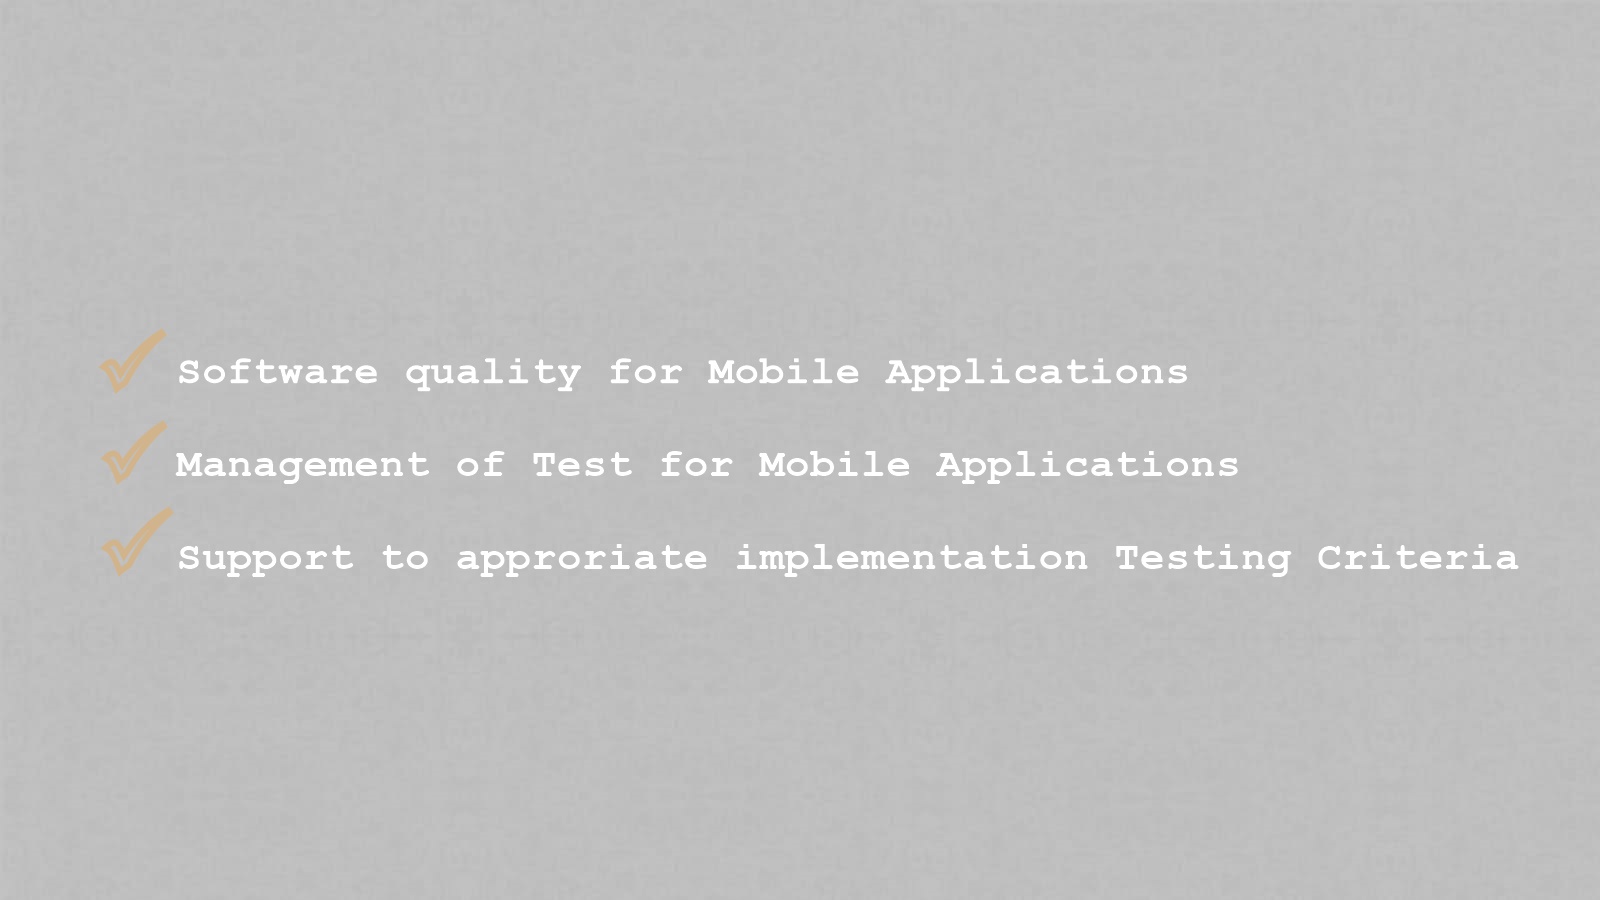 Software quality for Mobile Applications
Management of Test for Mobile Applications
Support to approriate implementation Testing Criteria